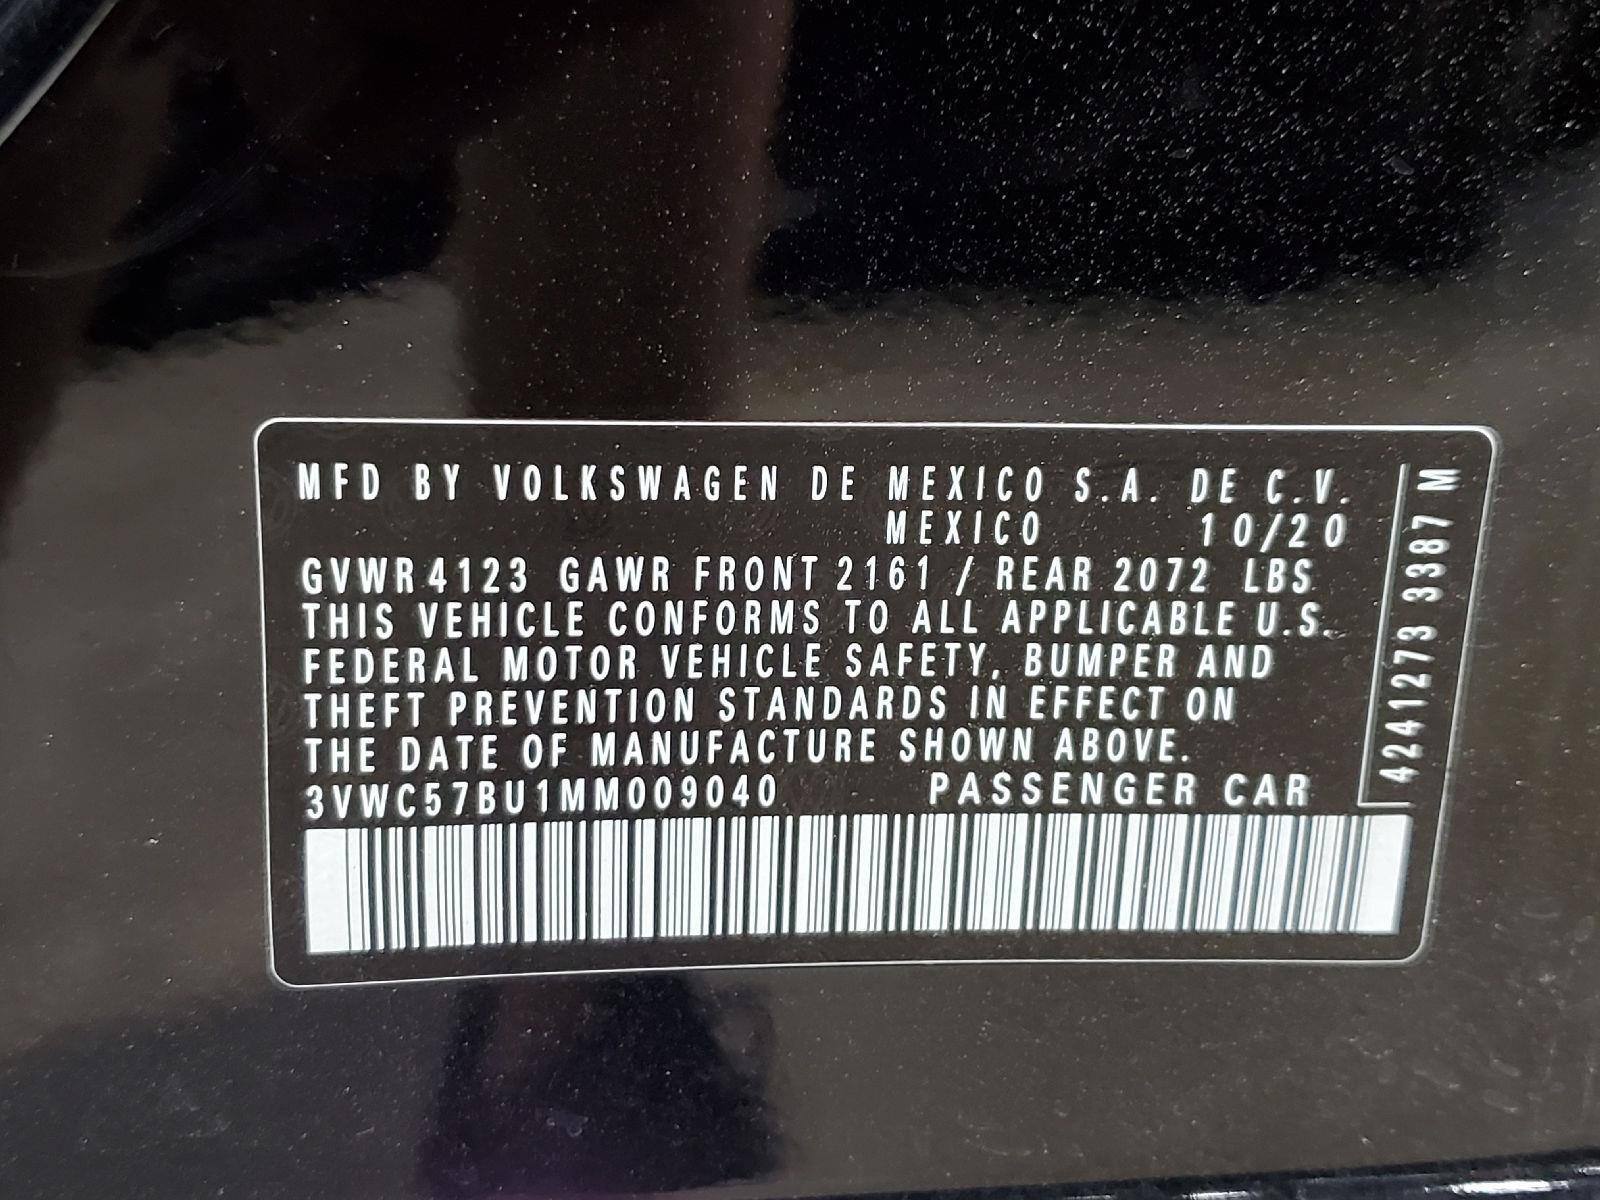 MFD BY VOLKSWAGEN DE MEXICO S.A. DE C.V.
MEXICO 10/20
GVWR 4123 GAWR FRONT 2161 / REAR 2072 LBS
THIS VEHICLE CONFORMS TO ALL APPLICABLE U.S.
FEDERAL MOTOR VEHICLE SAFETY, BUMPER AND
THEFT PREVENTION STANDARDS IN EFFECT ON
THE DATE OF MANUFACTURE SHOWN ABOVE.
3VWC57BU1MM009040 PASSENGER CAR
4241273 3387 M